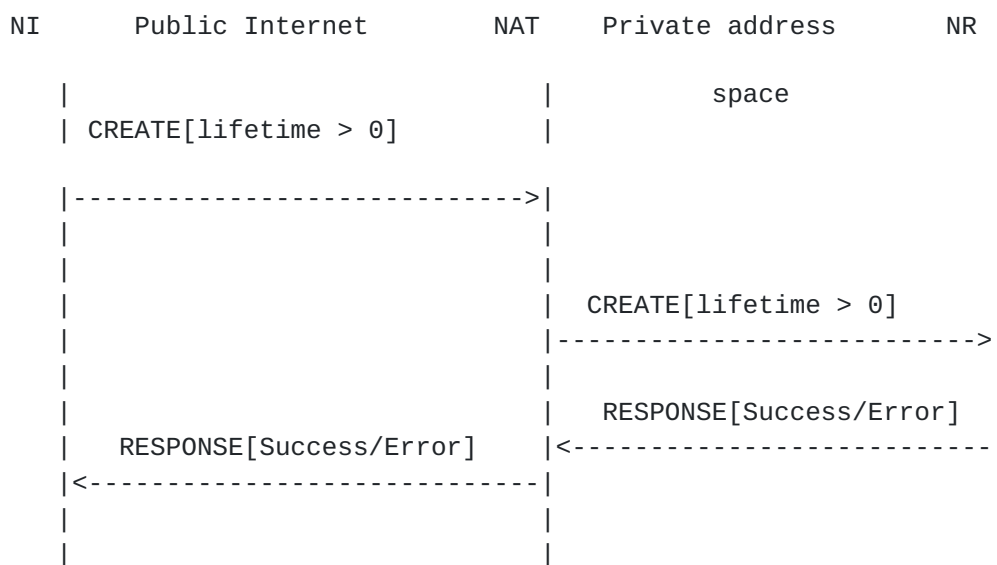 NI Public Internet NAT Private address NR
| | space
| CREATE[lifetime > 0] |
|----------------------------->|
| |
| |
| | CREATE[lifetime > 0]
| |--------------------------->
| |
| | RESPONSE[Success/Error]
| RESPONSE[Success/Error] |<---------------------------
|<-----------------------------|
| |
| |